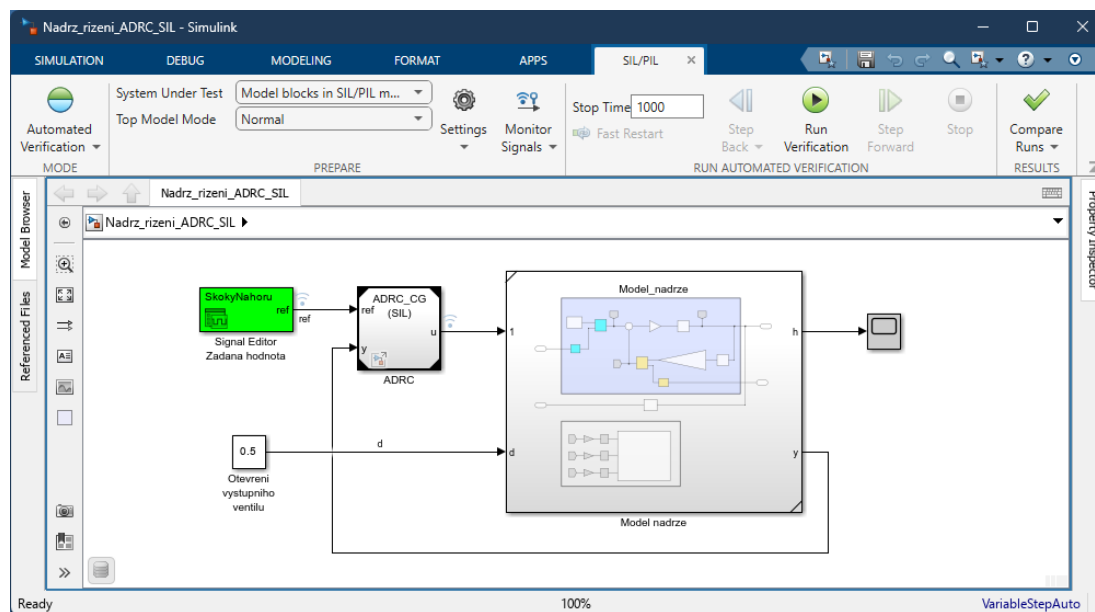 Nadrz_rizeni_ADRC_SIL - Simulink
SIMULATION DEBUG MODELING FORMAT APPS SIL/PIL
Automated Verification
System Under Test Model blocks in SIL/PIL m...
Top Model Mode Normal
Settings
Monitor Signals
Stop Time 1000
Fast Restart
Step Back
Run Verification
Step Forward
Stop
Compare Runs
MODE PREPARE RUN AUTOMATED VERIFICATION RESULTS
Model Browser
Referenced Files
Property Inspector
Nadrz_rizeni_ADRC_SIL
Nadrz_rizeni_ADRC_SIL
SkokyNahoru
ref
ref
Signal Editor
Zadana hodnota
ADRC_CG
(SIL)
ref
u
y
ADRC
Model_nadrze
1
h
d
y
Model nadrze
0.5
d
Otevreni
vystupniho
ventilu
Ready 100% VariableStepAuto